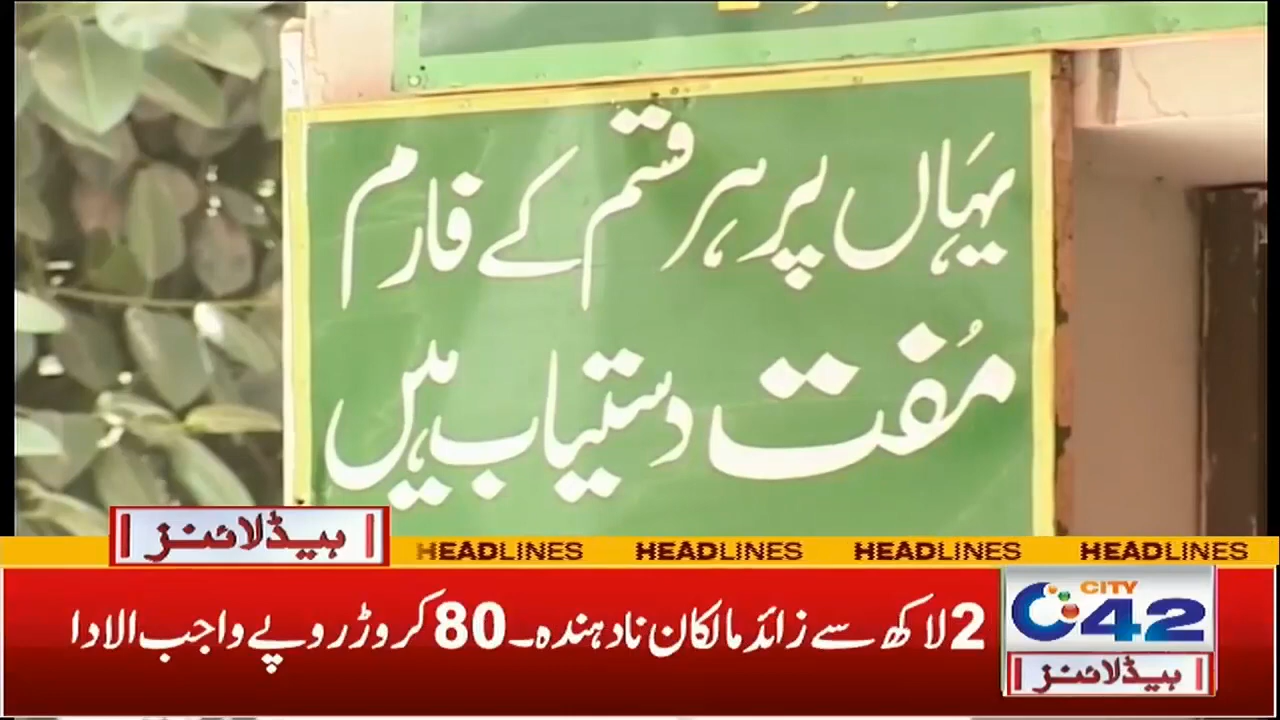 یہاں پر ہر قسم کے فارم
مُفت دستیاب ہیں
ہیڈلائنز
HEADLINES HEADLINES HEADLINES HEADLINES
2 لاکھ سے زائد مالکان نادہندہ۔ 80 کروڑ روپے واجب الادا
CITY
42
ہیڈلائنز